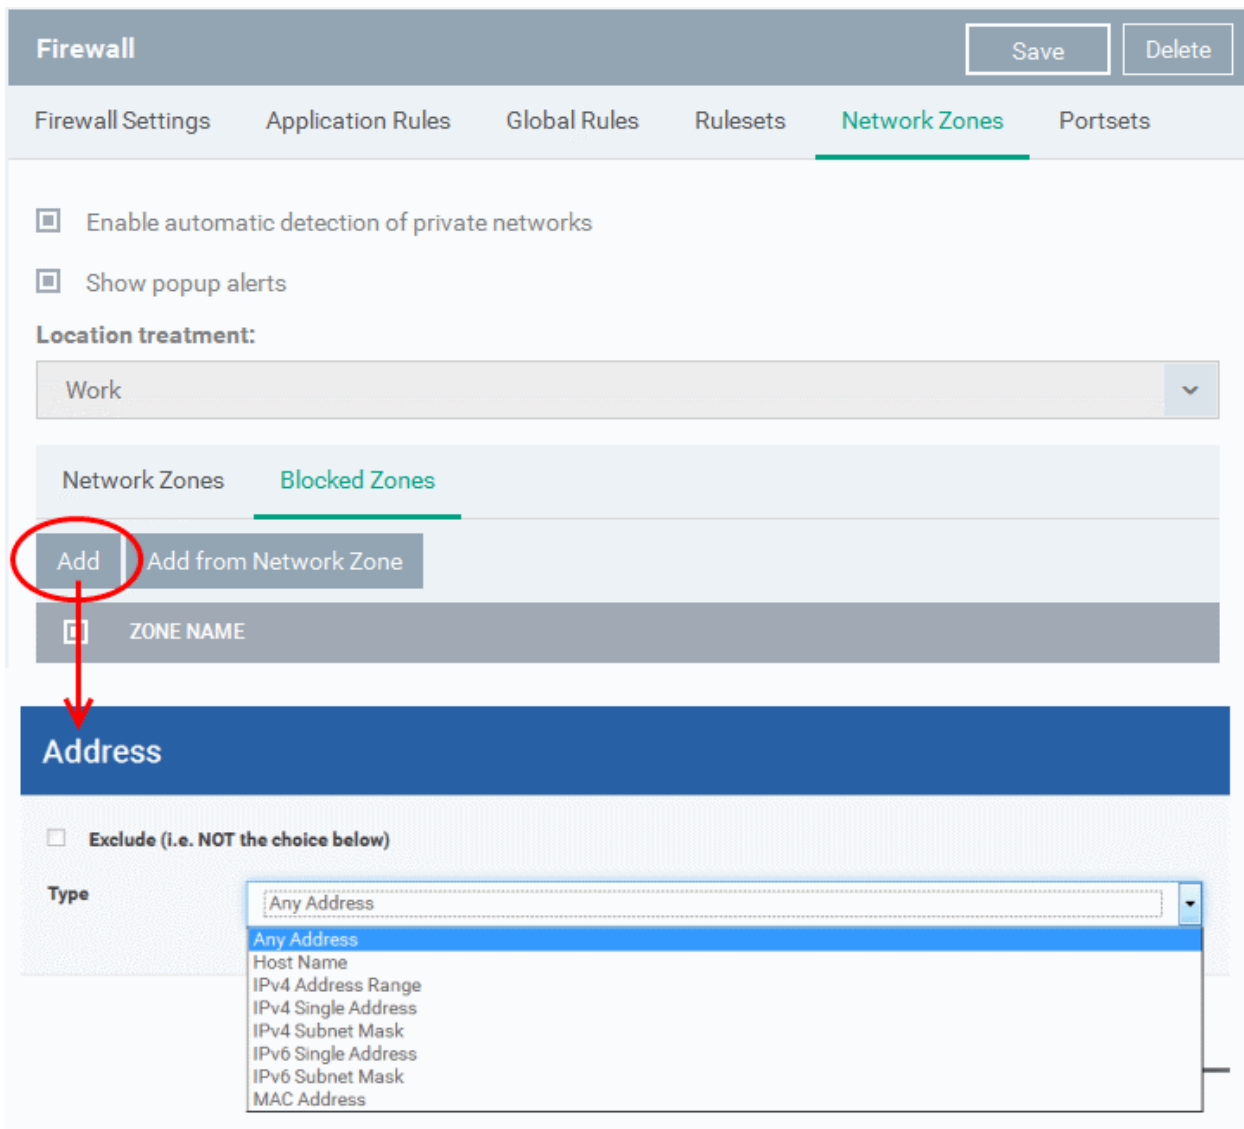 Firewall Save Delete
Firewall Settings Application Rules Global Rules Rulesets Network Zones Portsets
Enable automatic detection of private networks
Show popup alerts
Location treatment:
Work
Network Zones Blocked Zones
Add Add from Network Zone
ZONE NAME
Address
Exclude (i.e. NOT the choice below)
Type Any Address
Any Address
Host Name
IPv4 Address Range
IPv4 Single Address
IPv4 Subnet Mask
IPv6 Single Address
IPv6 Subnet Mask
MAC Address